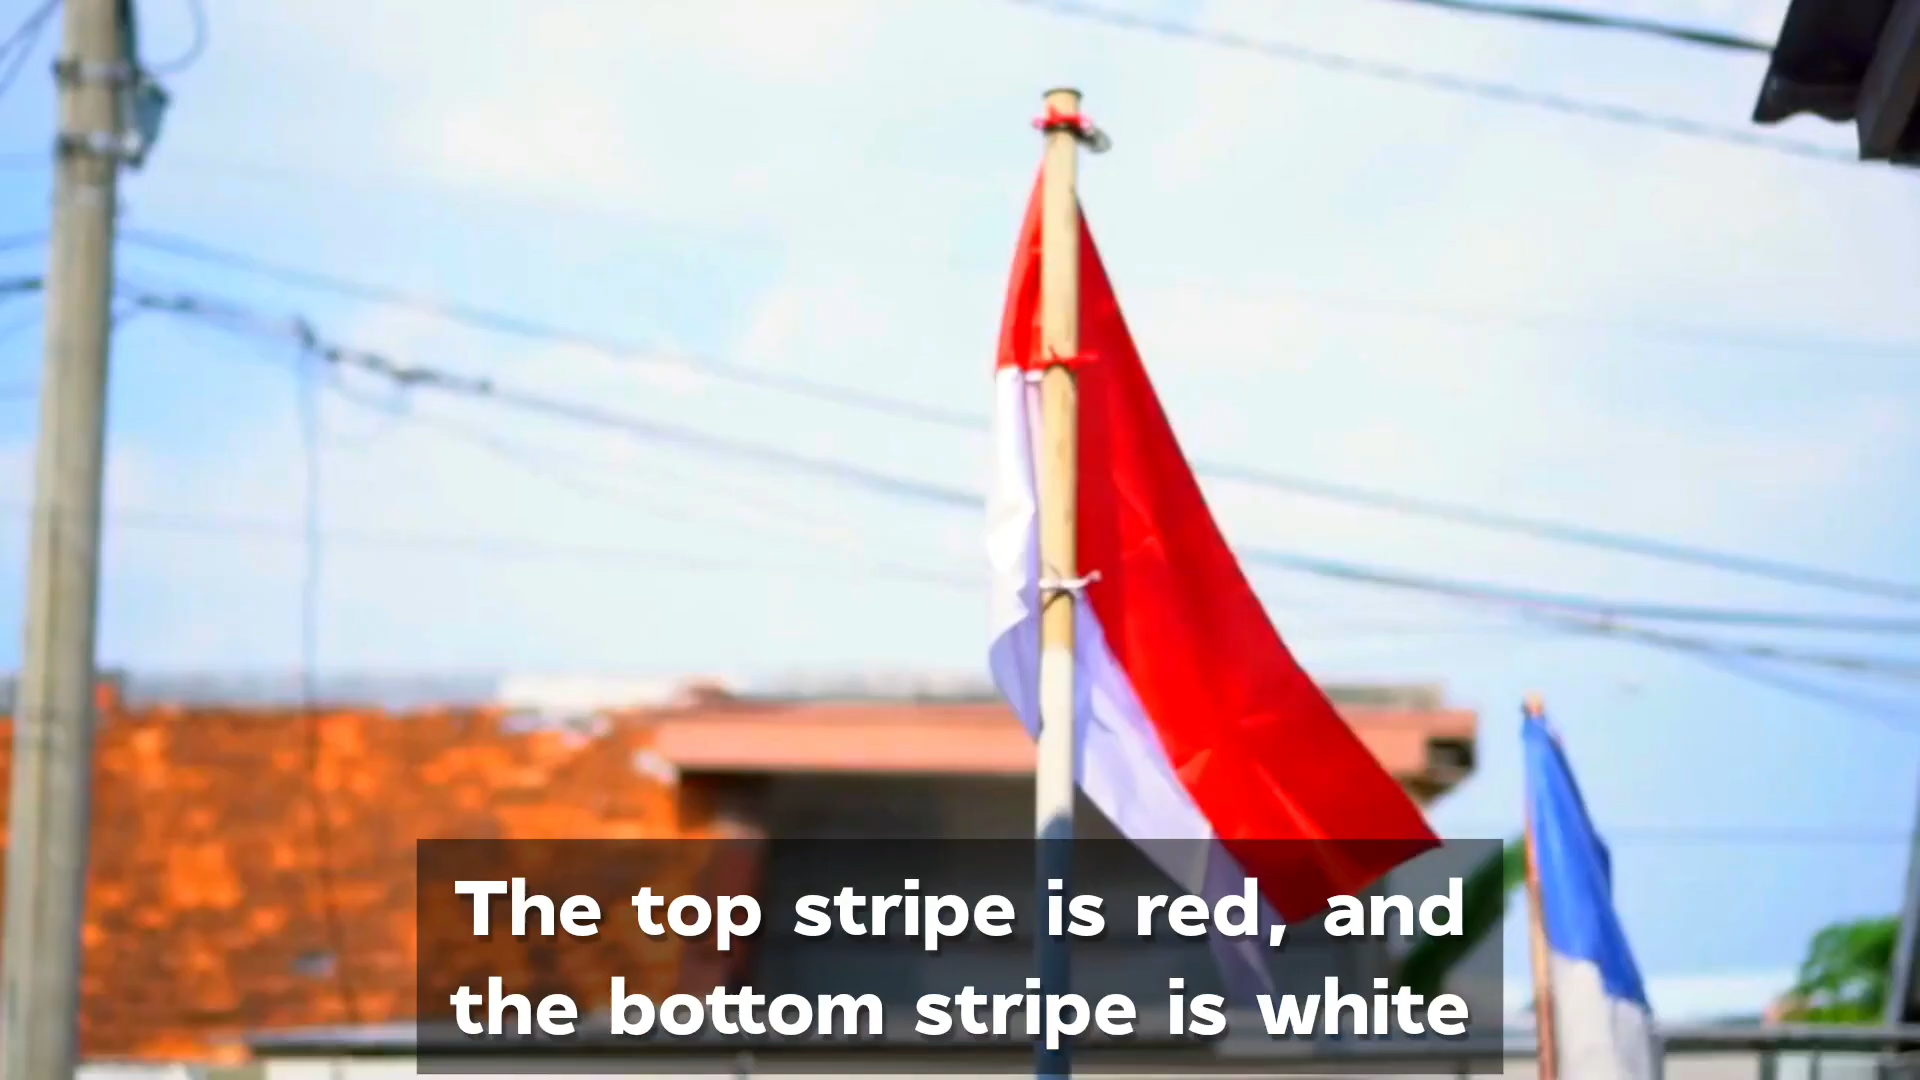 The top stripe is red, and
the bottom stripe is white